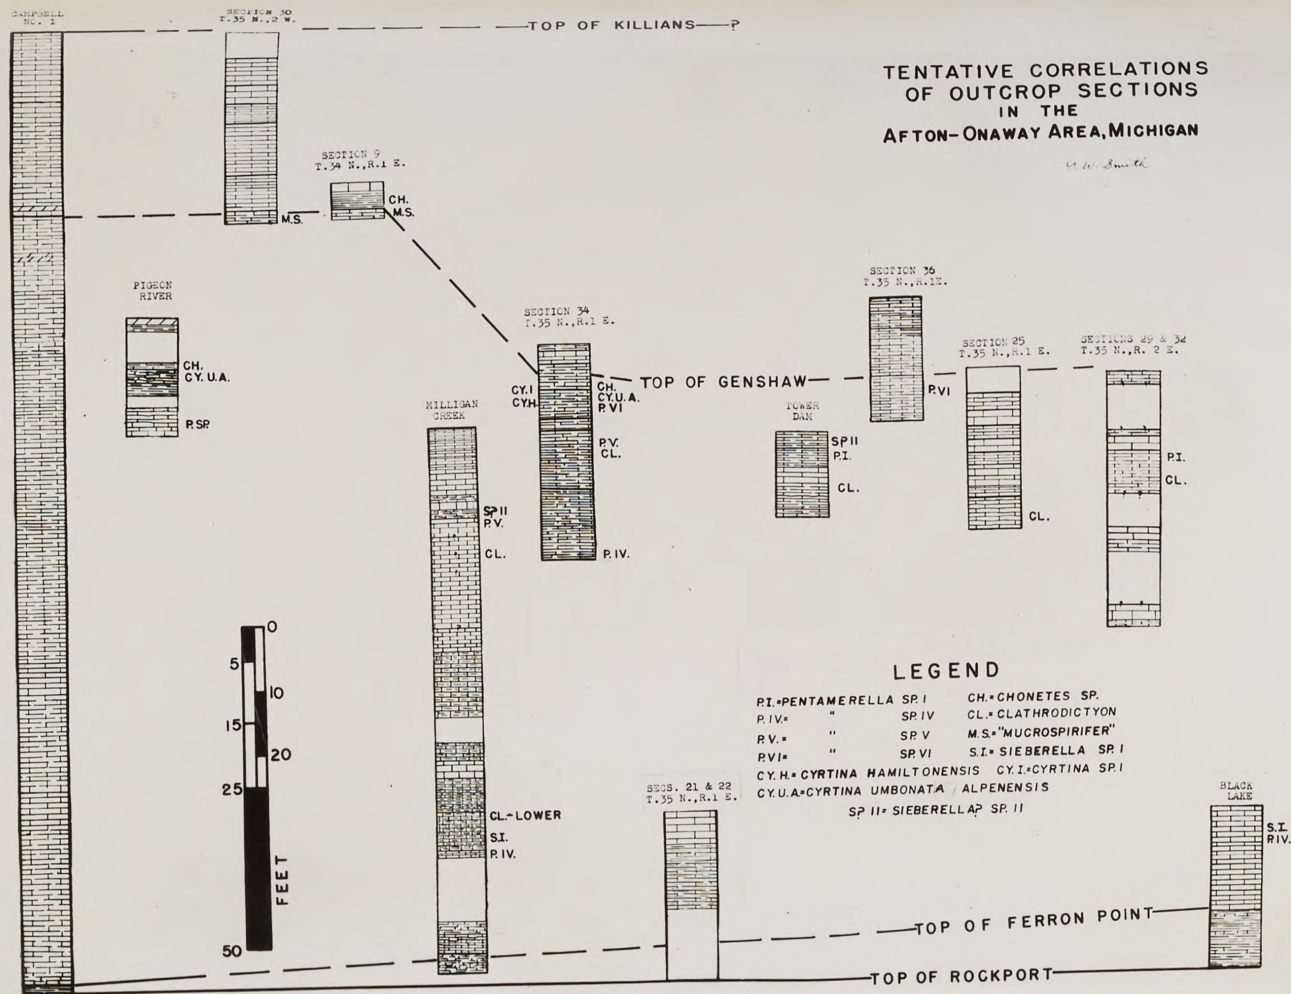 CAMPBELL
NO. 1
SECTION 30
T.35 N., 2 W.
TOP OF KILLIANS—?
TENTATIVE CORRELATIONS
OF OUTCROP SECTIONS
IN THE
AFTON-ONAWAY AREA, MICHIGAN
Smith
SECTION 9
T.34 N., R.1 E.
CH.
M.S.
M.S.
PIGEON
RIVER
CH.
CY. U.A.
P. SP.
SECTION 34
T.35 N., R.1 E.
CY.I
CY.H.
CH.
CY.U.A.
P. VI
P.V.
CL.
P. IV.
TOP OF GENSHAW
SECTION 36
T.35 N., R.1E.
P.VI
SECTION 25
T.35 N., R.1 E.
CL.
SECTIONS 29 & 32
T.35 N., R. 2 E.
P.I.
CL.
TOWER
DAM
SP II
P.I.
CL.
MILLIGAN
CREEK
SP II
P.V.
CL.
CL.-LOWER
S.I.
P. IV.
0
5
10
15
20
25
50
FEET
LEGEND
P.I.=PENTAMERELLA SP. I CH.=CHONETES SP.
P. IV.= " SP. IV CL.=CLATHRODICTYON
P.V.= " SP. V M.S.="MUCROSPIRIFER"
P.VI= " SP. VI S.I.=SIEBERELLA SP. I
CY. H.=CYRTINA HAMILTONENSIS CY. I.=CYRTINA SP. I
CY.U.A.=CYRTINA UMBONATA ALPENENSIS
SP II= SIEBERELLA? SP. II
SECS. 21 & 22
T.35 N., R.1 E.
BLACK
LAKE
S.I.
P.IV.
TOP OF FERRON POINT
TOP OF ROCKPORT